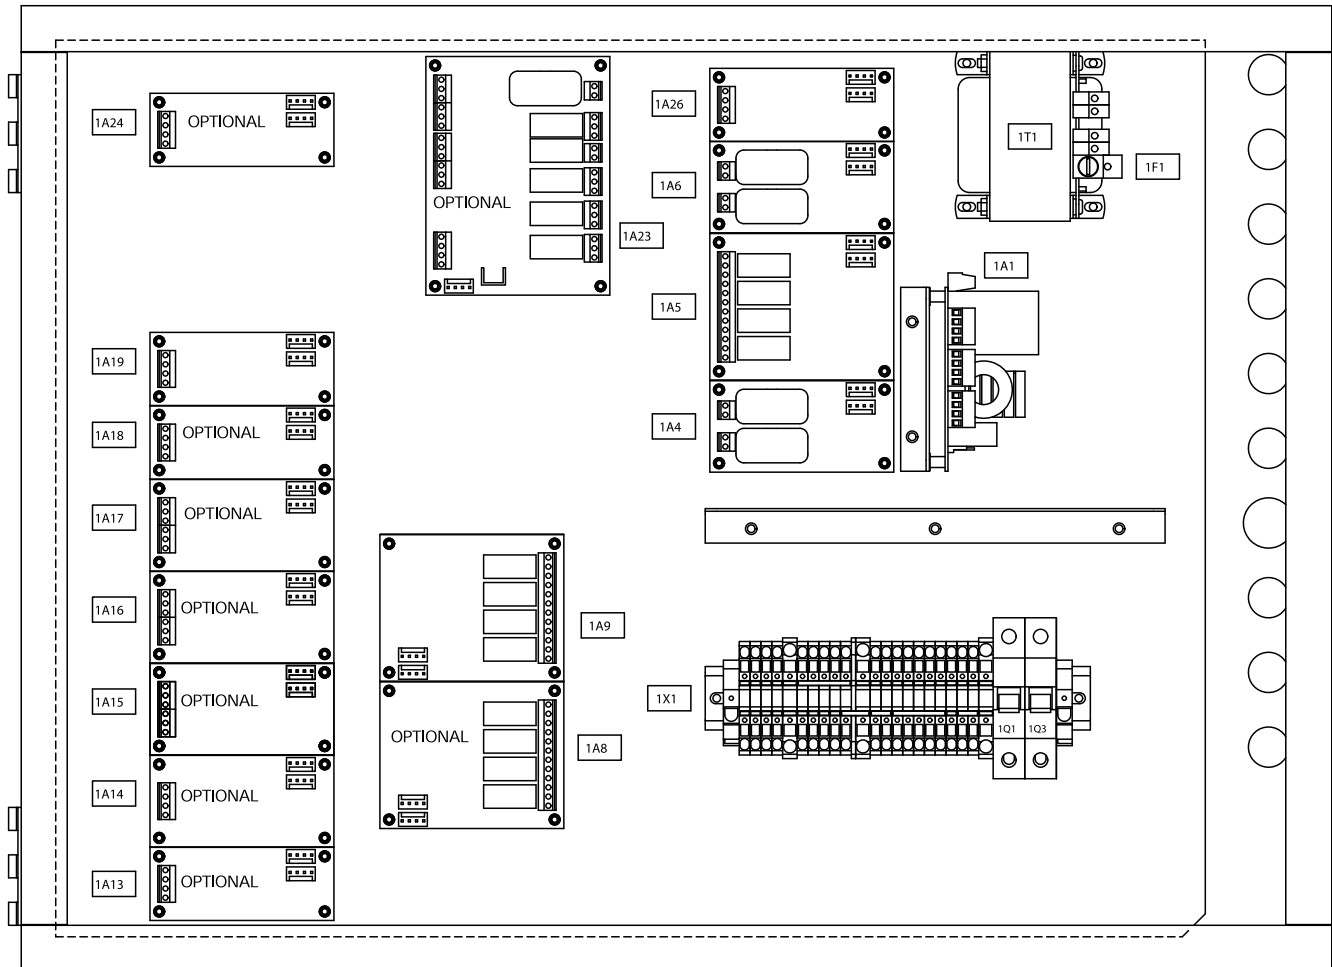 1A24
OPTIONAL
OPTIONAL
1A23
1A26
1A6
1A5
1A4
1T1
1F1
1A1
1A19
1A18
OPTIONAL
1A17
OPTIONAL
1A16
OPTIONAL
1A15
OPTIONAL
1A14
OPTIONAL
1A13
OPTIONAL
1A9
OPTIONAL
1A8
1X1
1Q1
1Q3